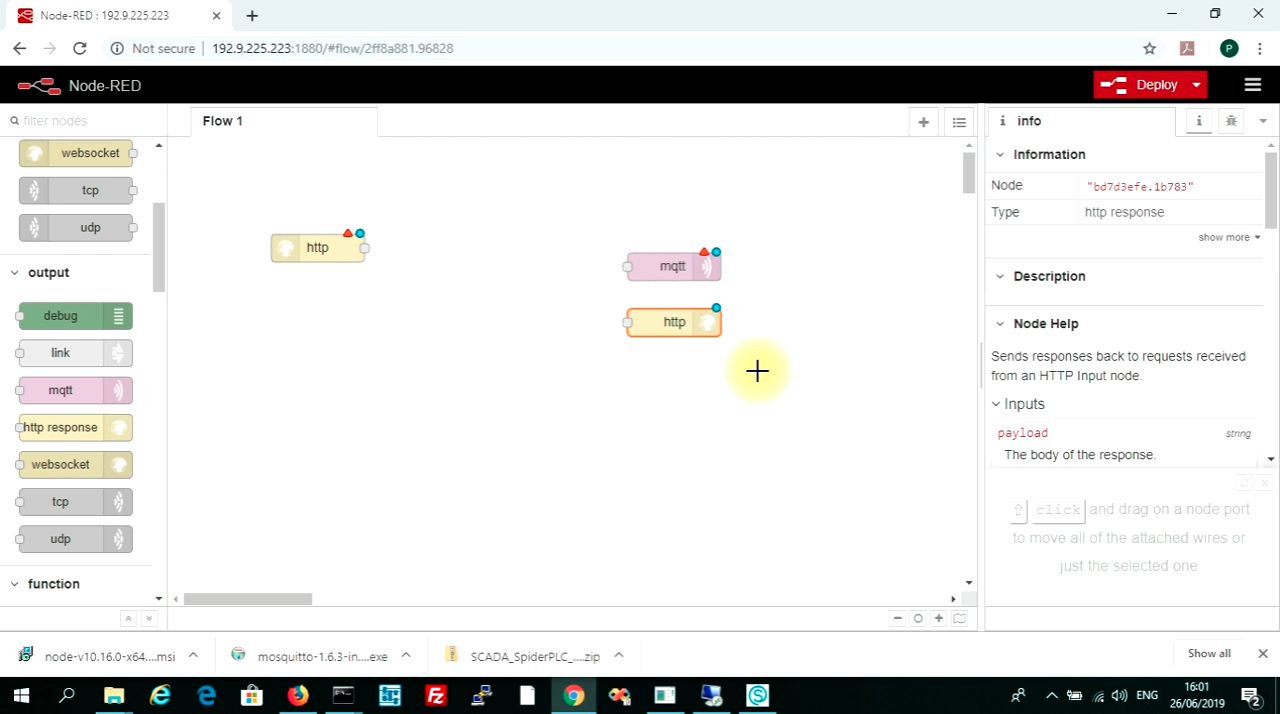 Node-RED : 192.9.225.223
Not secure
192.9.225.223:1880/#flow/2ff8a881.96828
P
Node-RED
Deploy
filter nodes
Flow 1
info
websocket
tcp
udp
output
debug
link
mqtt
http response
websocket
tcp
udp
function
http
mqtt
http
Information
Node "bd7d3efe.1b783"
Type http response
show more
Description
Node Help
Sends responses back to requests received
from an HTTP Input node.
Inputs
payload string
The body of the response.
click and drag on a node port
to move all of the attached wires or
just the selected one
node-v10.16.0-x64....msi
mosquitto-1.6.3-in....exe
SCADA_SpiderPLC_....zip
Show all
ENG
16:01
26/06/2019
2